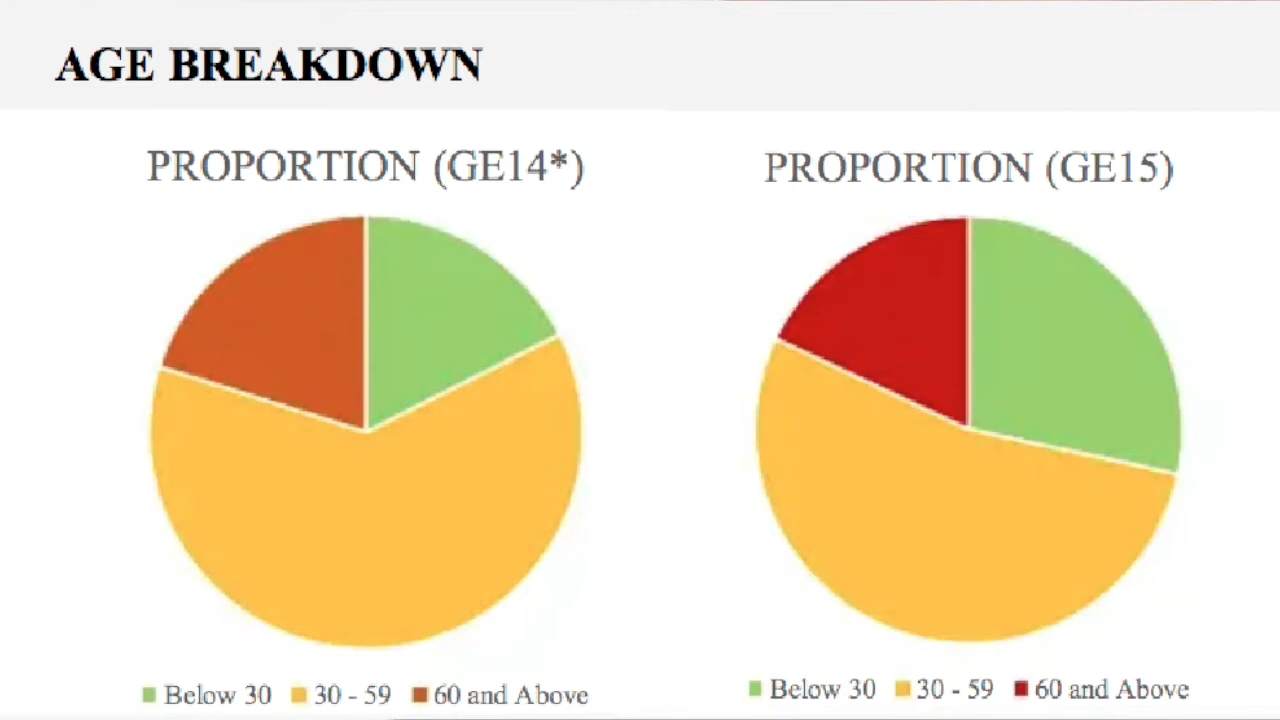 AGE BREAKDOWN
PROPORTION (GE14*)
Below 30 30 - 59 60 and Above
PROPORTION (GE15)
Below 30 30 - 59 60 and Above